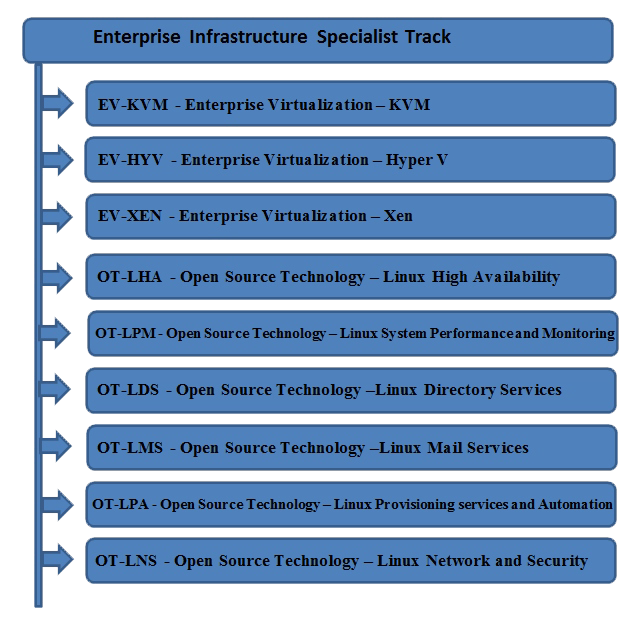 Enterprise Infrastructure Specialist Track
EV-KVM - Enterprise Virtualization – KVM
EV-HYV - Enterprise Virtualization – Hyper V
EV-XEN - Enterprise Virtualization – Xen
OT-LHA - Open Source Technology – Linux High Availability
OT-LPM - Open Source Technology – Linux System Performance and Monitoring
OT-LDS - Open Source Technology –Linux Directory Services
OT-LMS - Open Source Technology –Linux Mail Services
OT-LPA - Open Source Technology – Linux Provisioning services and Automation
OT-LNS - Open Source Technology – Linux Network and Security